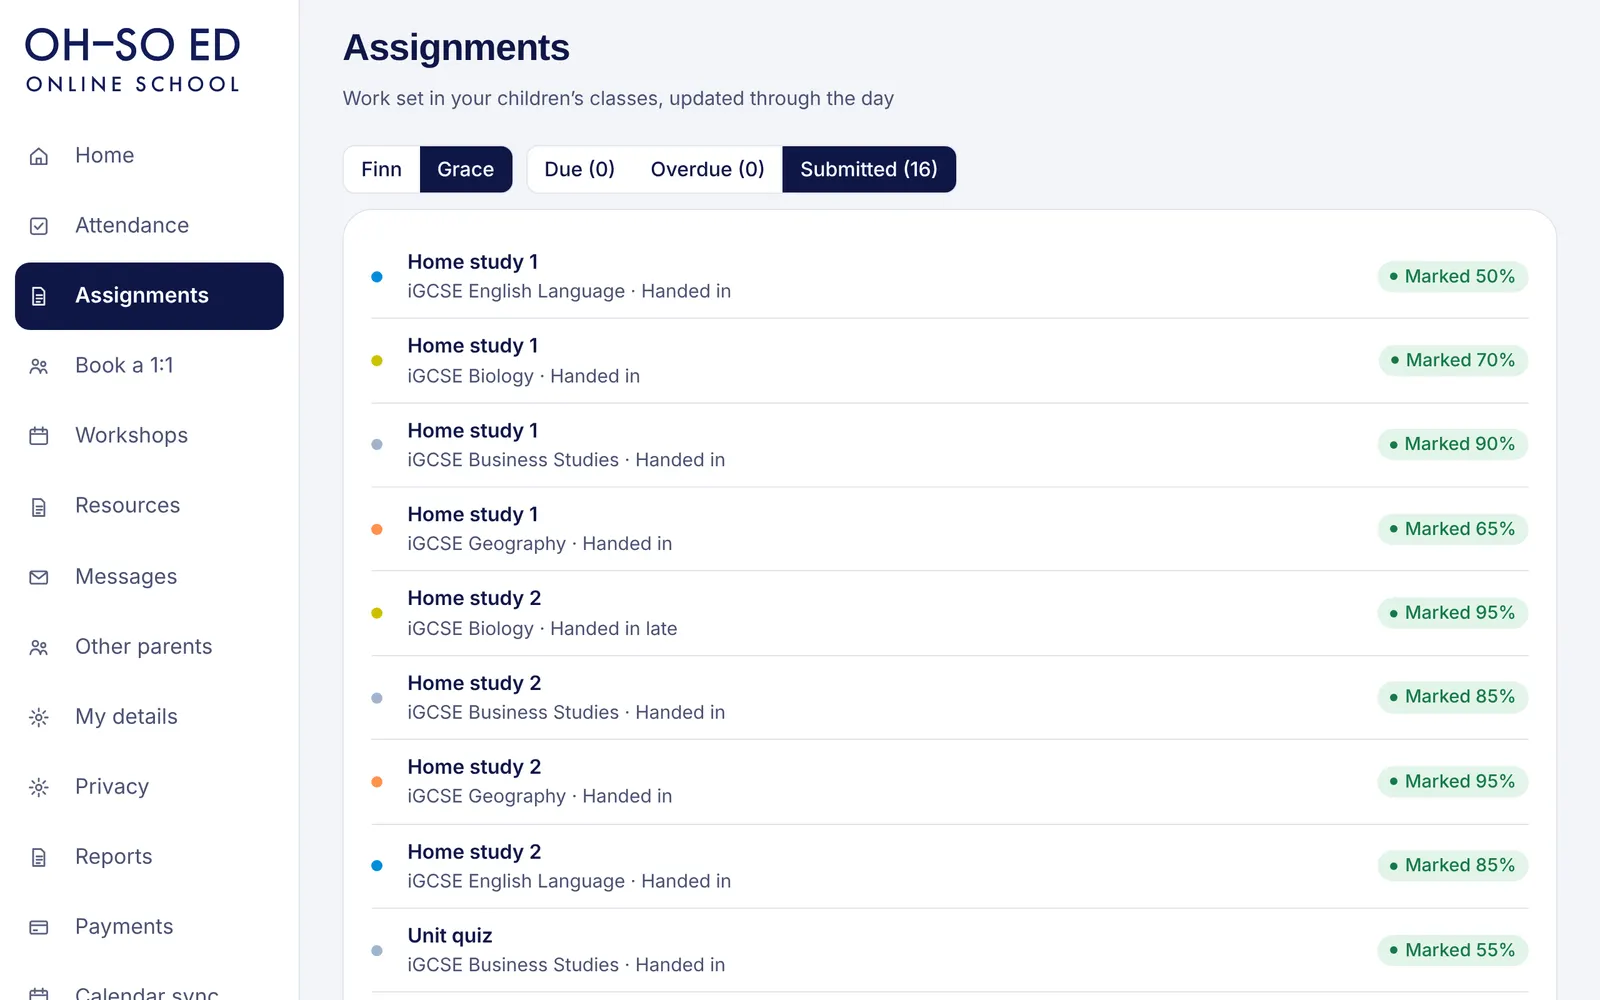 OH-SO ED
ONLINE SCHOOL
Home
Attendance
Assignments
Book a 1:1
Workshops
Resources
Messages
Other parents
My details
Privacy
Reports
Payments
Calendar sync
Assignments
Work set in your children’s classes, updated through the day
Finn Grace Due (0) Overdue (0) Submitted (16)
Home study 1
iGCSE English Language · Handed in
Marked 50%
Home study 1
iGCSE Biology · Handed in
Marked 70%
Home study 1
iGCSE Business Studies · Handed in
Marked 90%
Home study 1
iGCSE Geography · Handed in
Marked 65%
Home study 2
iGCSE Biology · Handed in late
Marked 95%
Home study 2
iGCSE Business Studies · Handed in
Marked 85%
Home study 2
iGCSE Geography · Handed in
Marked 95%
Home study 2
iGCSE English Language · Handed in
Marked 85%
Unit quiz
iGCSE Business Studies · Handed in
Marked 55%